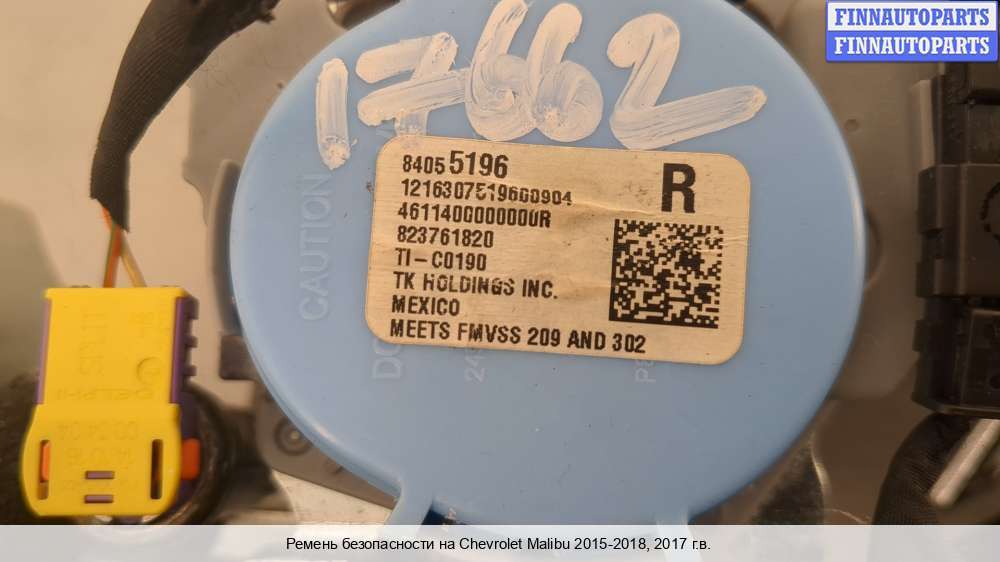 FINNAUTOPARTS
FINNAUTOPARTS
17662
84055196
1216307519600904
461140000000R
823761820
TI-C0190
TK HOLDINGS INC.
MEXICO
MEETS FMVSS 209 AND 302
R
CAUTION
Ремень безопасности на Chevrolet Malibu 2015-2018, 2017 г.в.